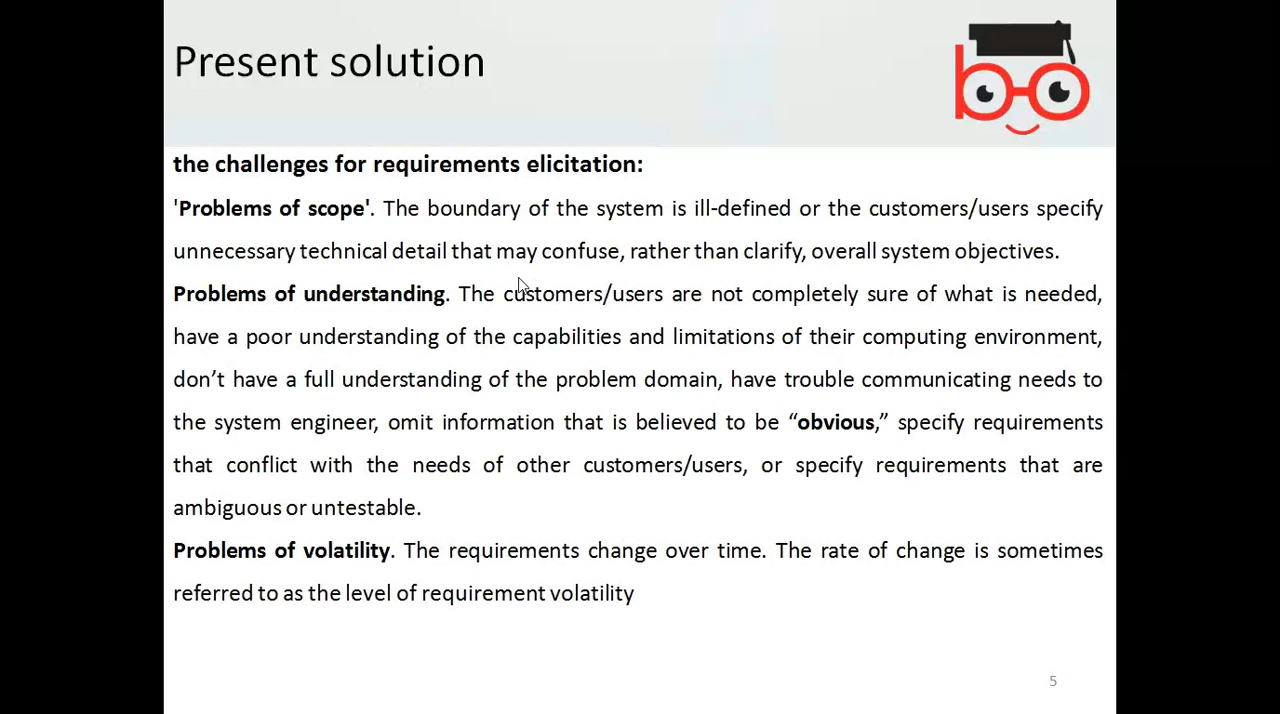 Present solution
the challenges for requirements elicitation:
'Problems of scope'. The boundary of the system is ill-defined or the customers/users specify
unnecessary technical detail that may confuse, rather than clarify, overall system objectives.
Problems of understanding. The customers/users are not completely sure of what is needed,
have a poor understanding of the capabilities and limitations of their computing environment,
don’t have a full understanding of the problem domain, have trouble communicating needs to
the system engineer, omit information that is believed to be “obvious,” specify requirements
that conflict with the needs of other customers/users, or specify requirements that are
ambiguous or untestable.
Problems of volatility. The requirements change over time. The rate of change is sometimes
referred to as the level of requirement volatility
5